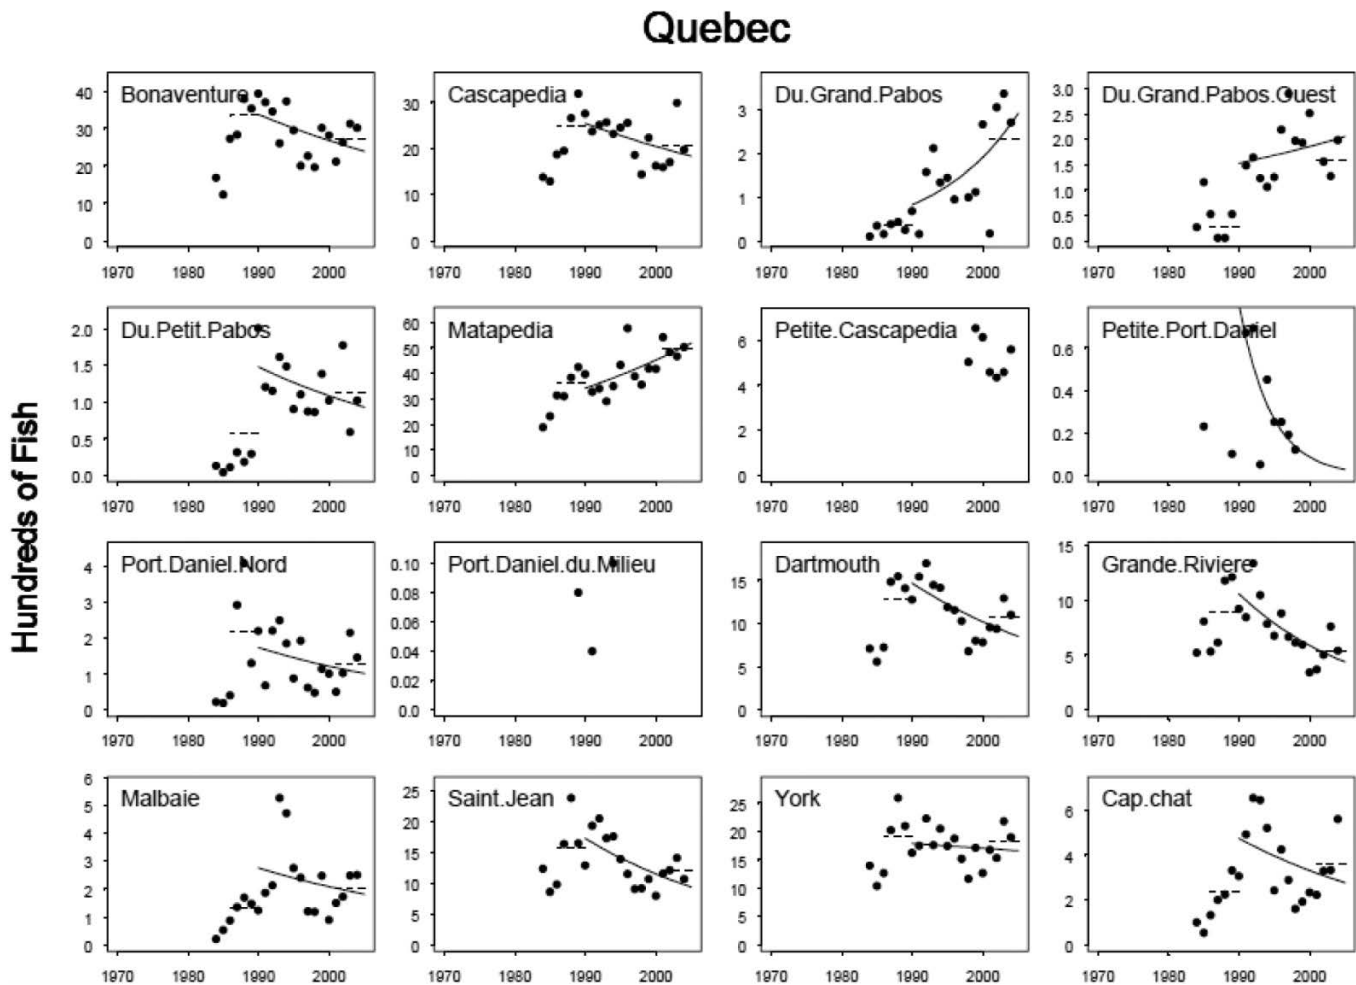 Quebec
Hundreds of Fish
Bonaventure
40
30
20
10
0
1970 1980 1990 2000
Cascapedia
30
20
10
0
1970 1980 1990 2000
Du.Grand.Pabos
3
2
1
0
1970 1980 1990 2000
Du.Grand.Pabos.Ouest
3.0
2.5
2.0
1.5
1.0
0.5
0.0
1970 1980 1990 2000
Du.Petit.Pabos
2.0
1.5
1.0
0.5
0.0
1970 1980 1990 2000
Matapedia
60
50
40
30
20
10
0
1970 1980 1990 2000
Petite.Cascapedia
6
4
2
0
1970 1980 1990 2000
Petite.Port.Daniel
0.6
0.4
0.2
0.0
1970 1980 1990 2000
Port.Daniel.Nord
4
3
2
1
0
1970 1980 1990 2000
Port.Daniel.du.Milieu
0.10
0.08
0.06
0.04
0.02
0.0
1970 1980 1990 2000
Dartmouth
15
10
5
0
1970 1980 1990 2000
Grande.Riviere
15
10
5
0
1970 1980 1990 2000
Malbaie
6
5
4
3
2
1
0
1970 1980 1990 2000
Saint.Jean
25
20
15
10
5
0
1970 1980 1990 2000
York
25
20
15
10
5
0
1970 1980 1990 2000
Cap.chat
6
4
2
0
1970 1980 1990 2000